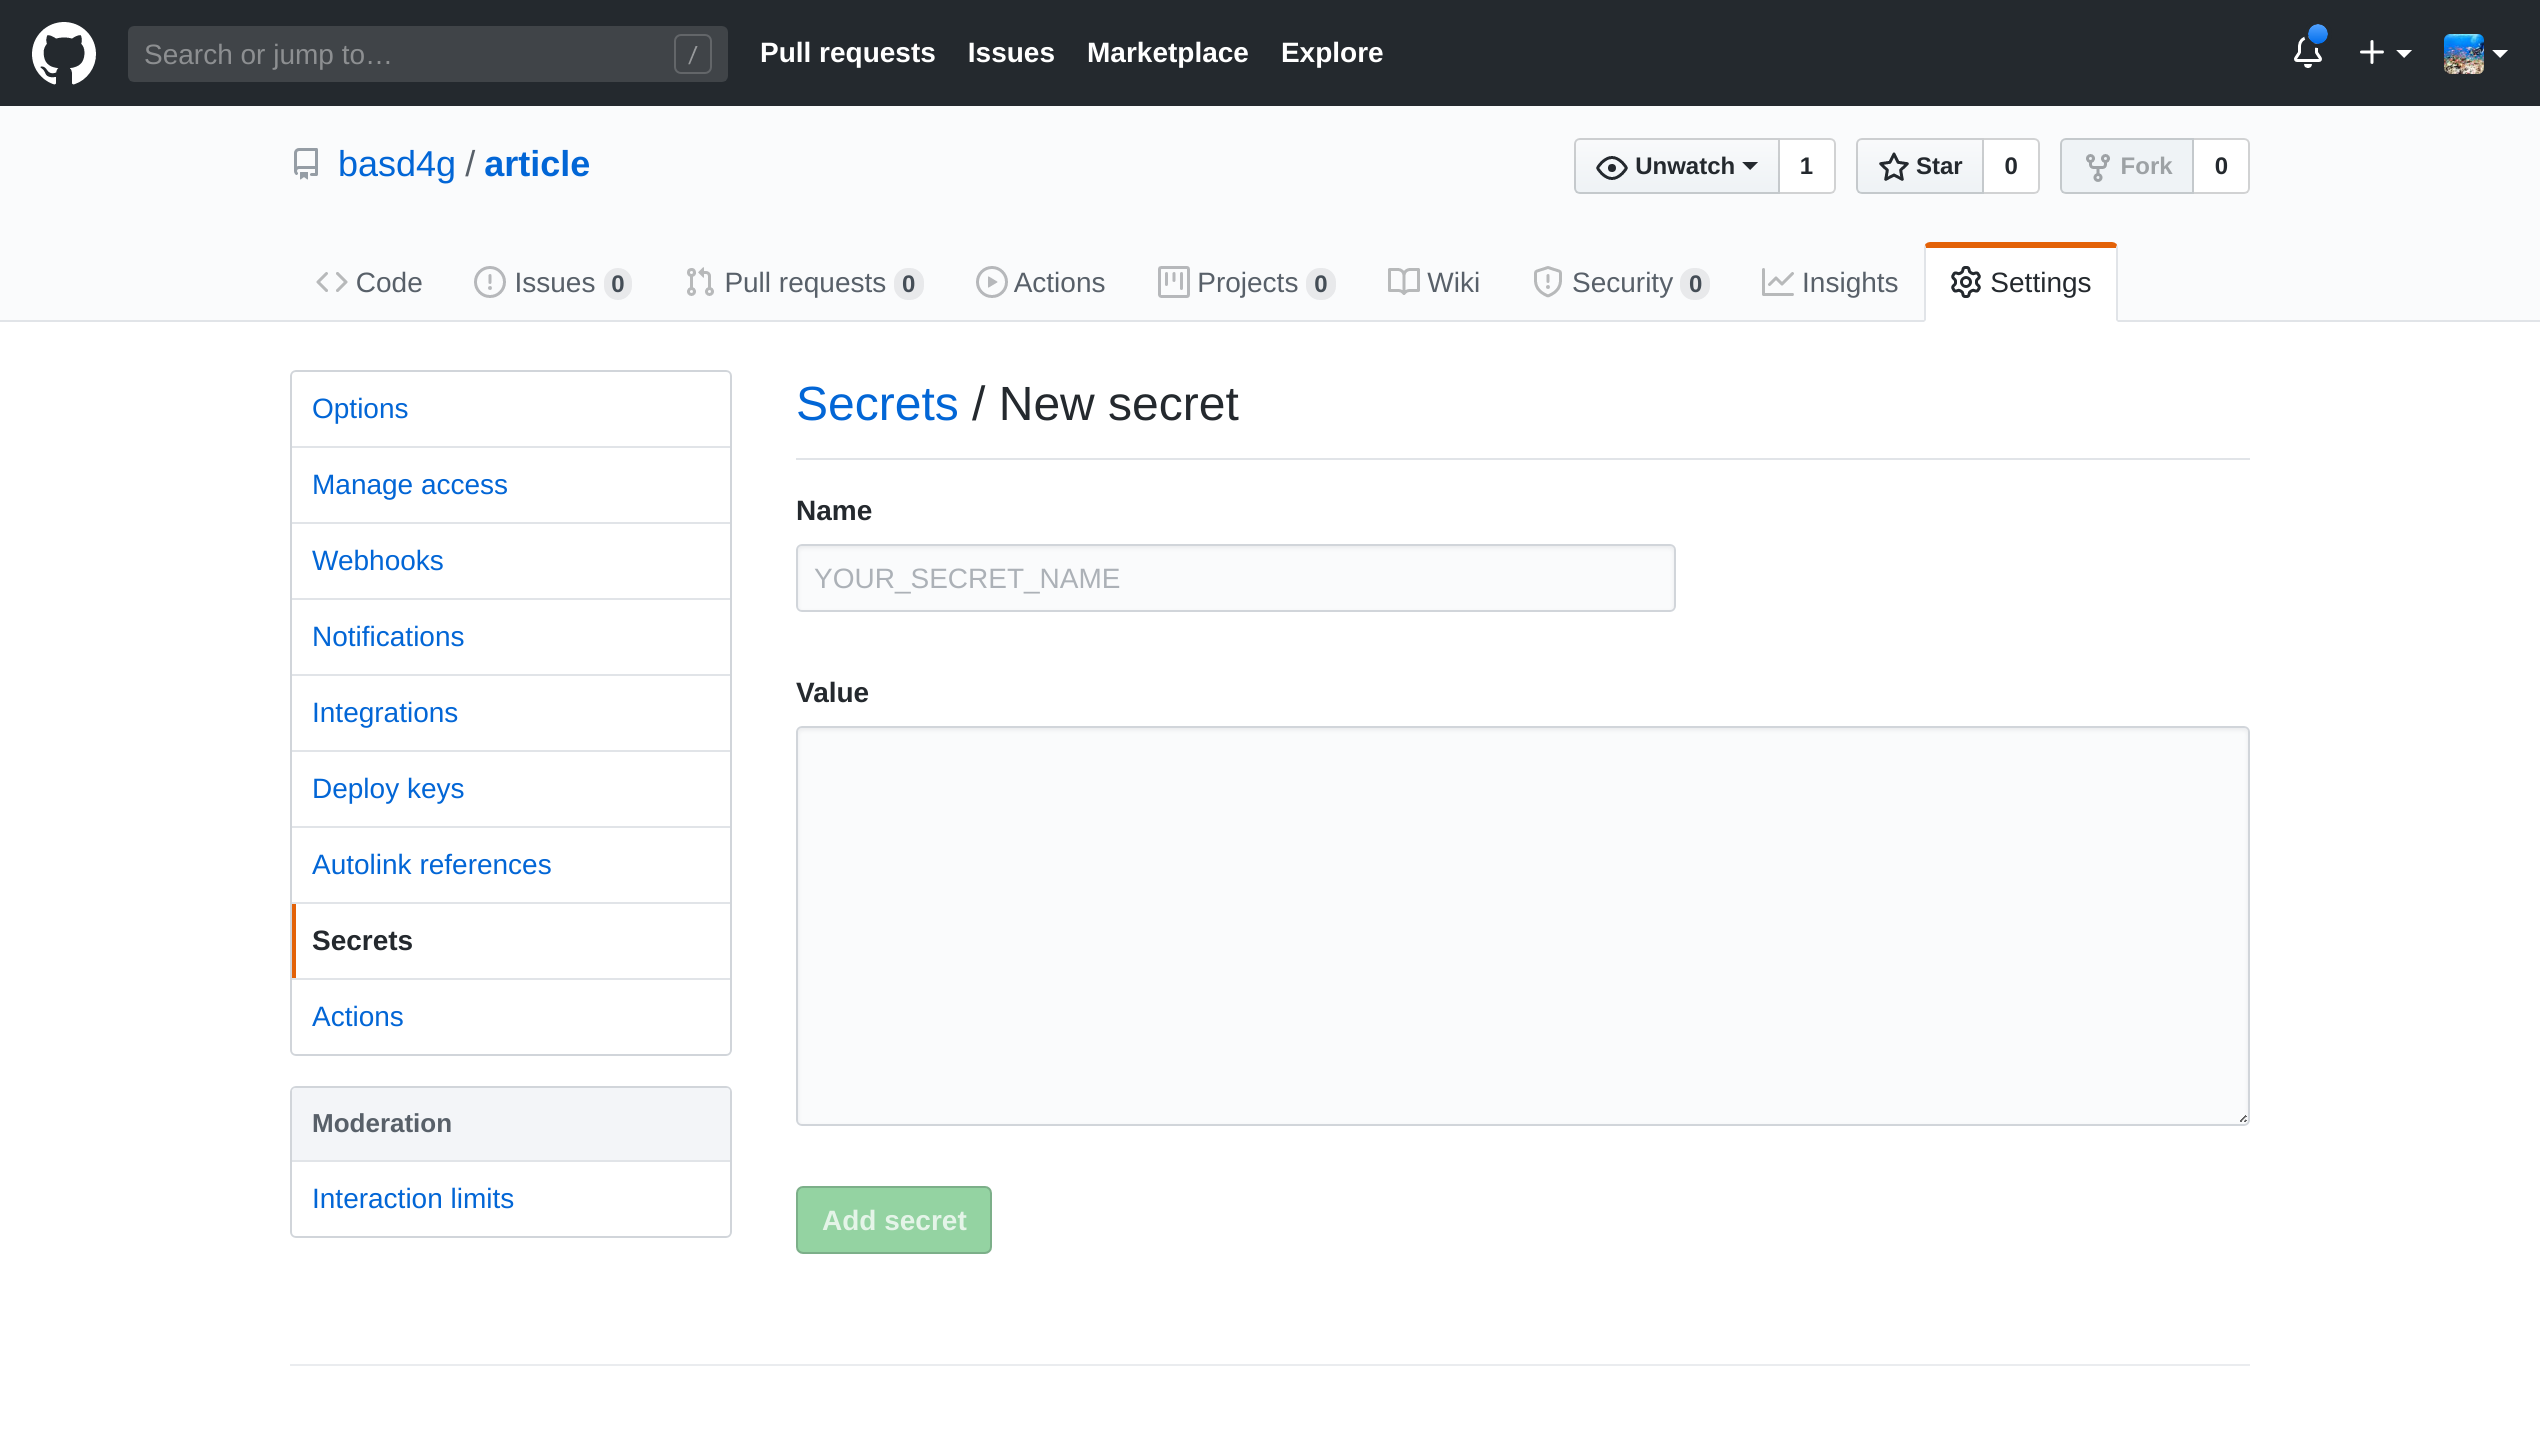 Search or jump to… /
Pull requests Issues Marketplace Explore
basd4g / article
Unwatch 1 Star 0 Fork 0
Code Issues 0 Pull requests 0 Actions Projects 0 Wiki Security 0 Insights Settings
Options
Manage access
Webhooks
Notifications
Integrations
Deploy keys
Autolink references
Secrets
Actions
Moderation
Interaction limits
Secrets / New secret
Name
YOUR_SECRET_NAME
Value
Add secret